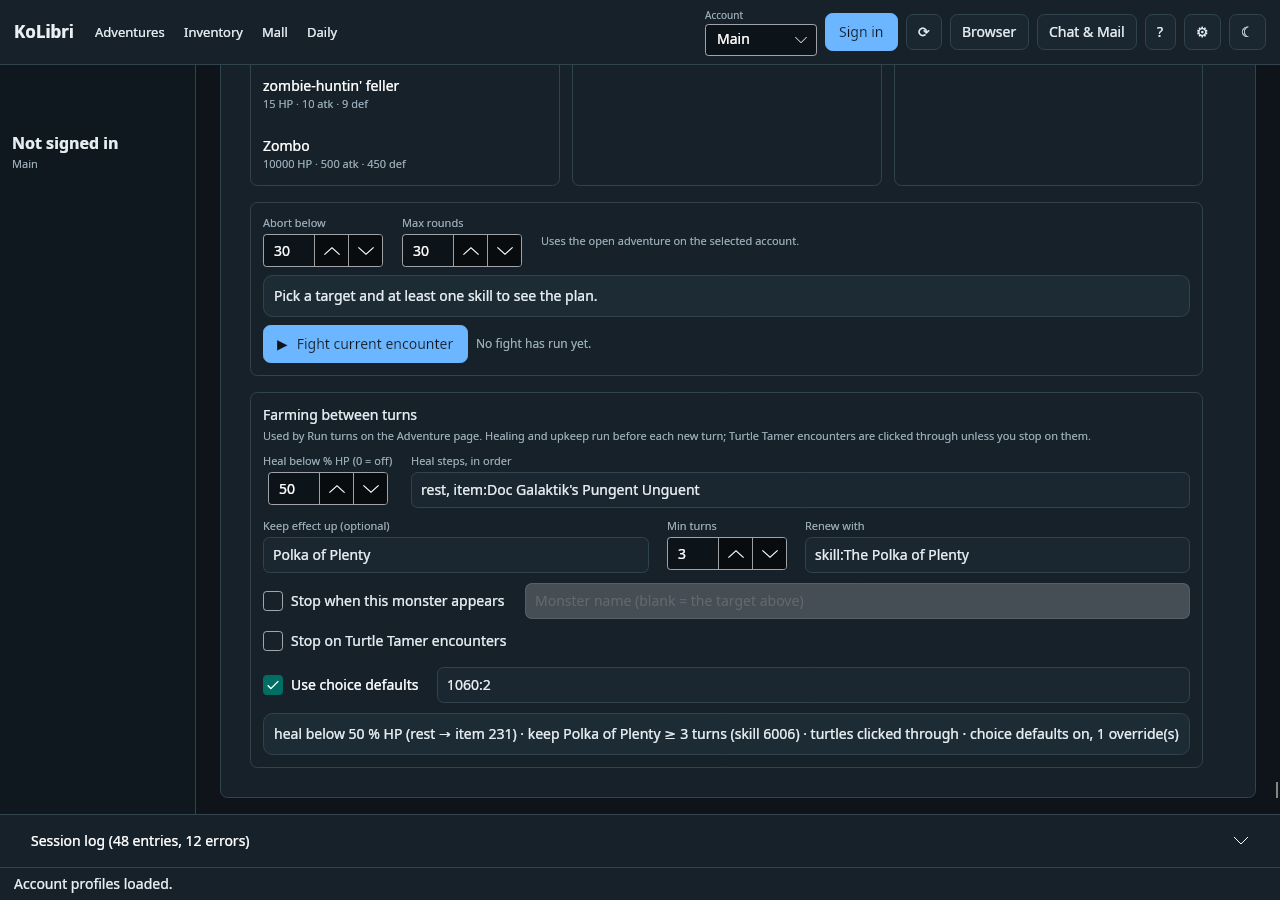 KoLibri Adventures Inventory Mall Daily
Account
Main
Sign in
⟳
Browser
Chat & Mail
?
⚙
☾
Not signed in
Main
zombie-huntin' feller
15 HP · 10 atk · 9 def
Zombo
10000 HP · 500 atk · 450 def
Abort below
30
Max rounds
30
Uses the open adventure on the selected account.
Pick a target and at least one skill to see the plan.
▶ Fight current encounter
No fight has run yet.
Farming between turns
Used by Run turns on the Adventure page. Healing and upkeep run before each new turn; Turtle Tamer encounters are clicked through unless you stop on them.
Heal below % HP (0 = off)
50
Heal steps, in order
rest, item:Doc Galaktik's Pungent Unguent
Keep effect up (optional)
Polka of Plenty
Min turns
3
Renew with
skill:The Polka of Plenty
Stop when this monster appears
Monster name (blank = the target above)
Stop on Turtle Tamer encounters
Use choice defaults
1060:2
heal below 50 % HP (rest → item 231) · keep Polka of Plenty ≥ 3 turns (skill 6006) · turtles clicked through · choice defaults on, 1 override(s)
Session log (48 entries, 12 errors)
Account profiles loaded.